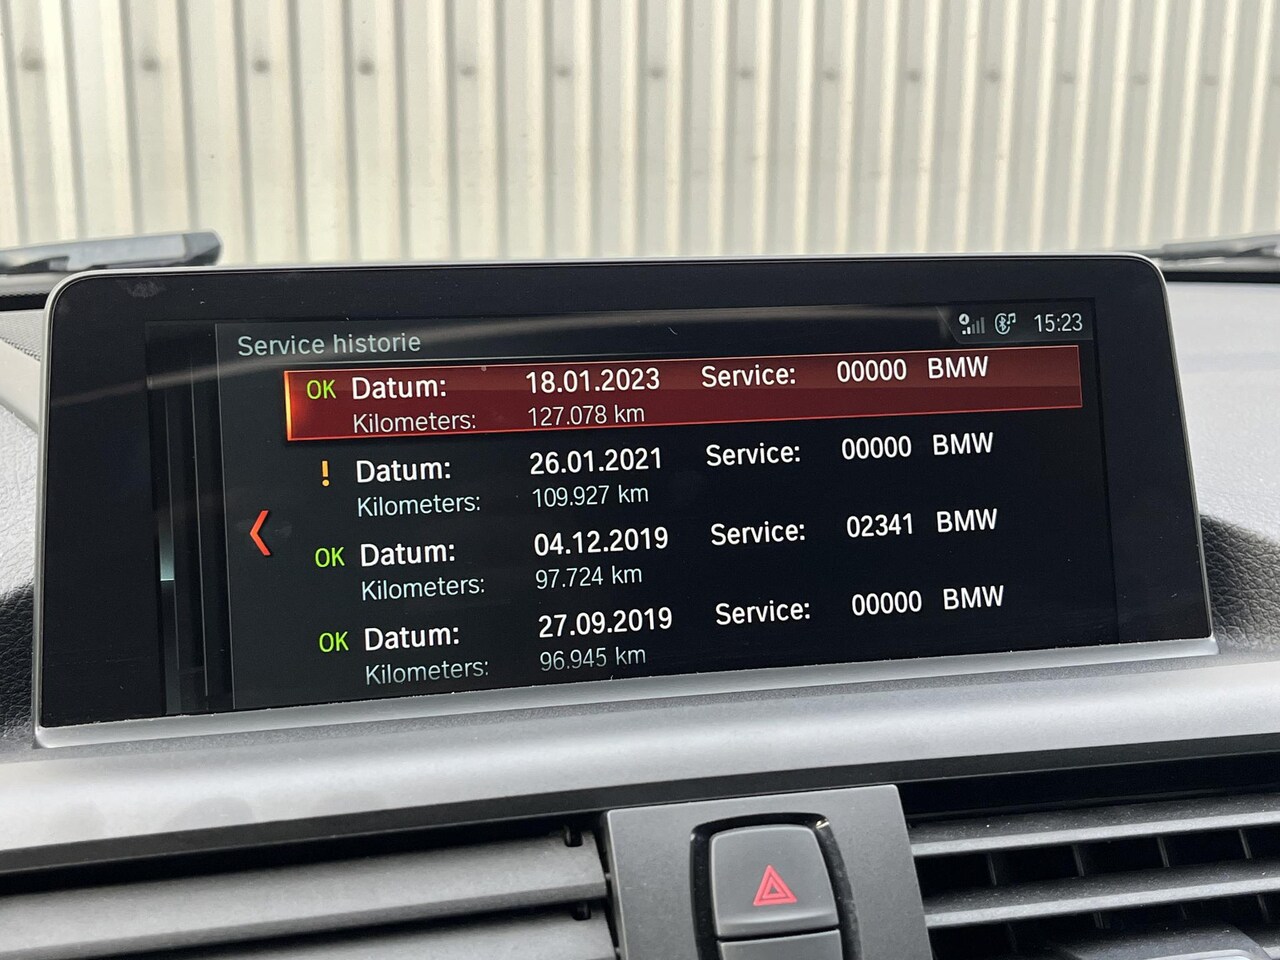 15:23
Service historie
OK Datum: 18.01.2023 Service: 00000 BMW
Kilometers: 127.078 km
! Datum: 26.01.2021 Service: 00000 BMW
Kilometers: 109.927 km
OK Datum: 04.12.2019 Service: 02341 BMW
Kilometers: 97.724 km
OK Datum: 27.09.2019 Service: 00000 BMW
Kilometers: 96.945 km